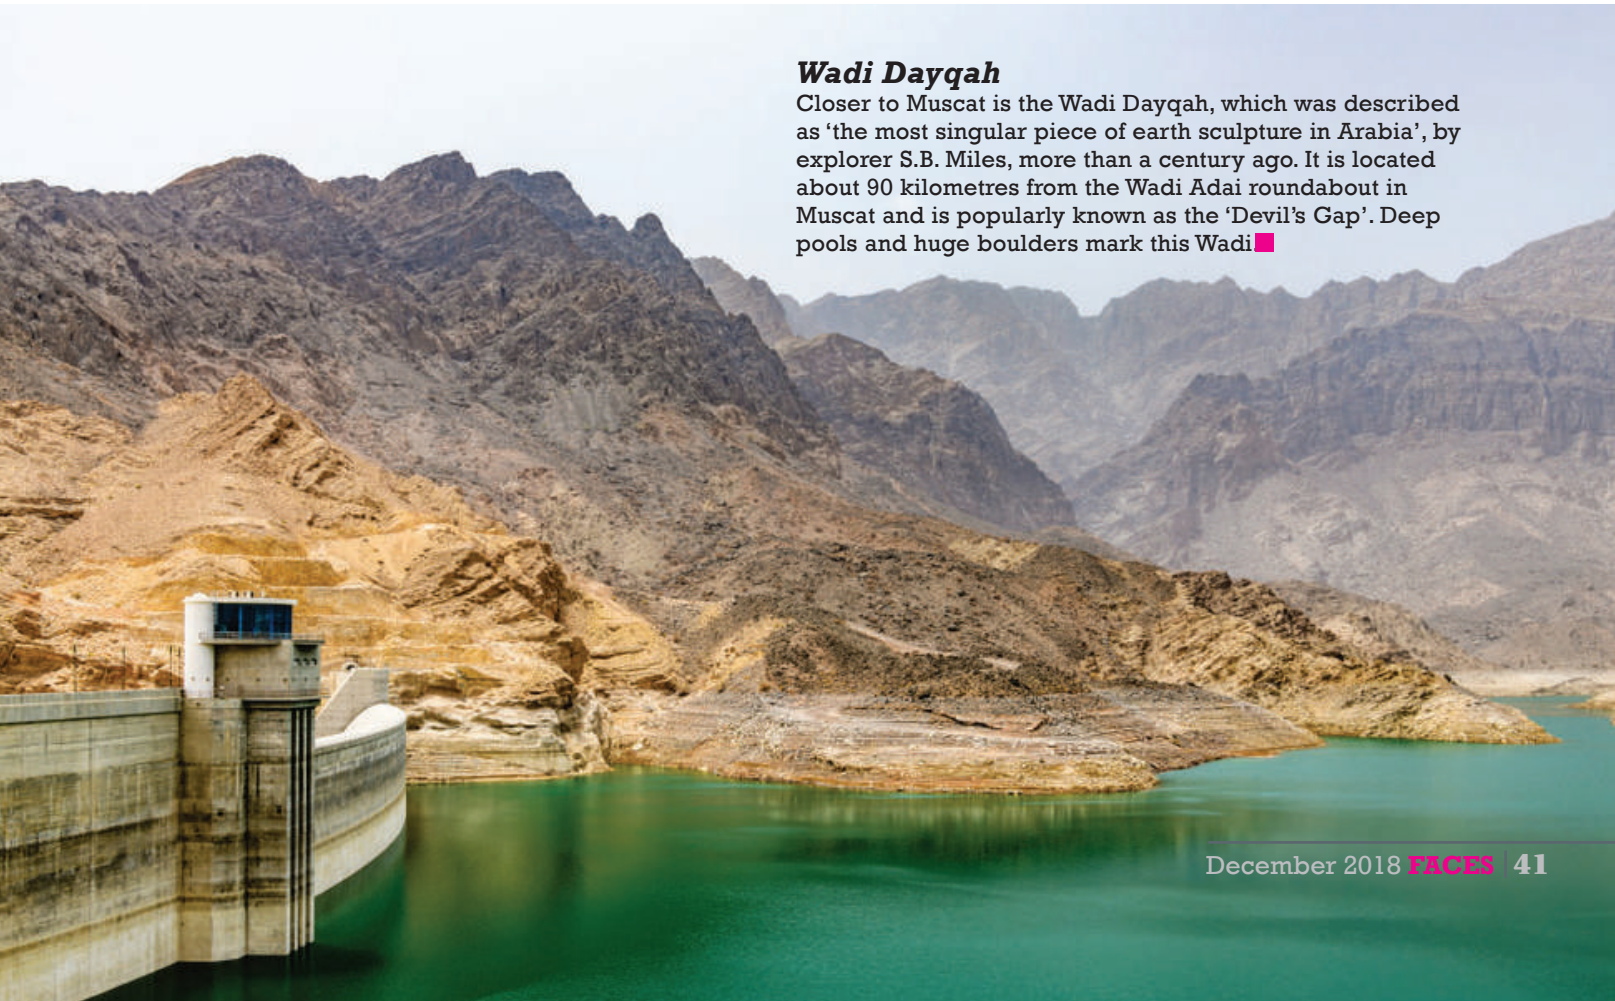 Wadi Dayqah
Closer to Muscat is the Wadi Dayqah, which was described
as ‘the most singular piece of earth sculpture in Arabia’, by
explorer S.B. Miles, more than a century ago. It is located
about 90 kilometres from the Wadi Adai roundabout in
Muscat and is popularly known as the ‘Devil’s Gap’. Deep
pools and huge boulders mark this Wadi.
December 2018 FACES | 41